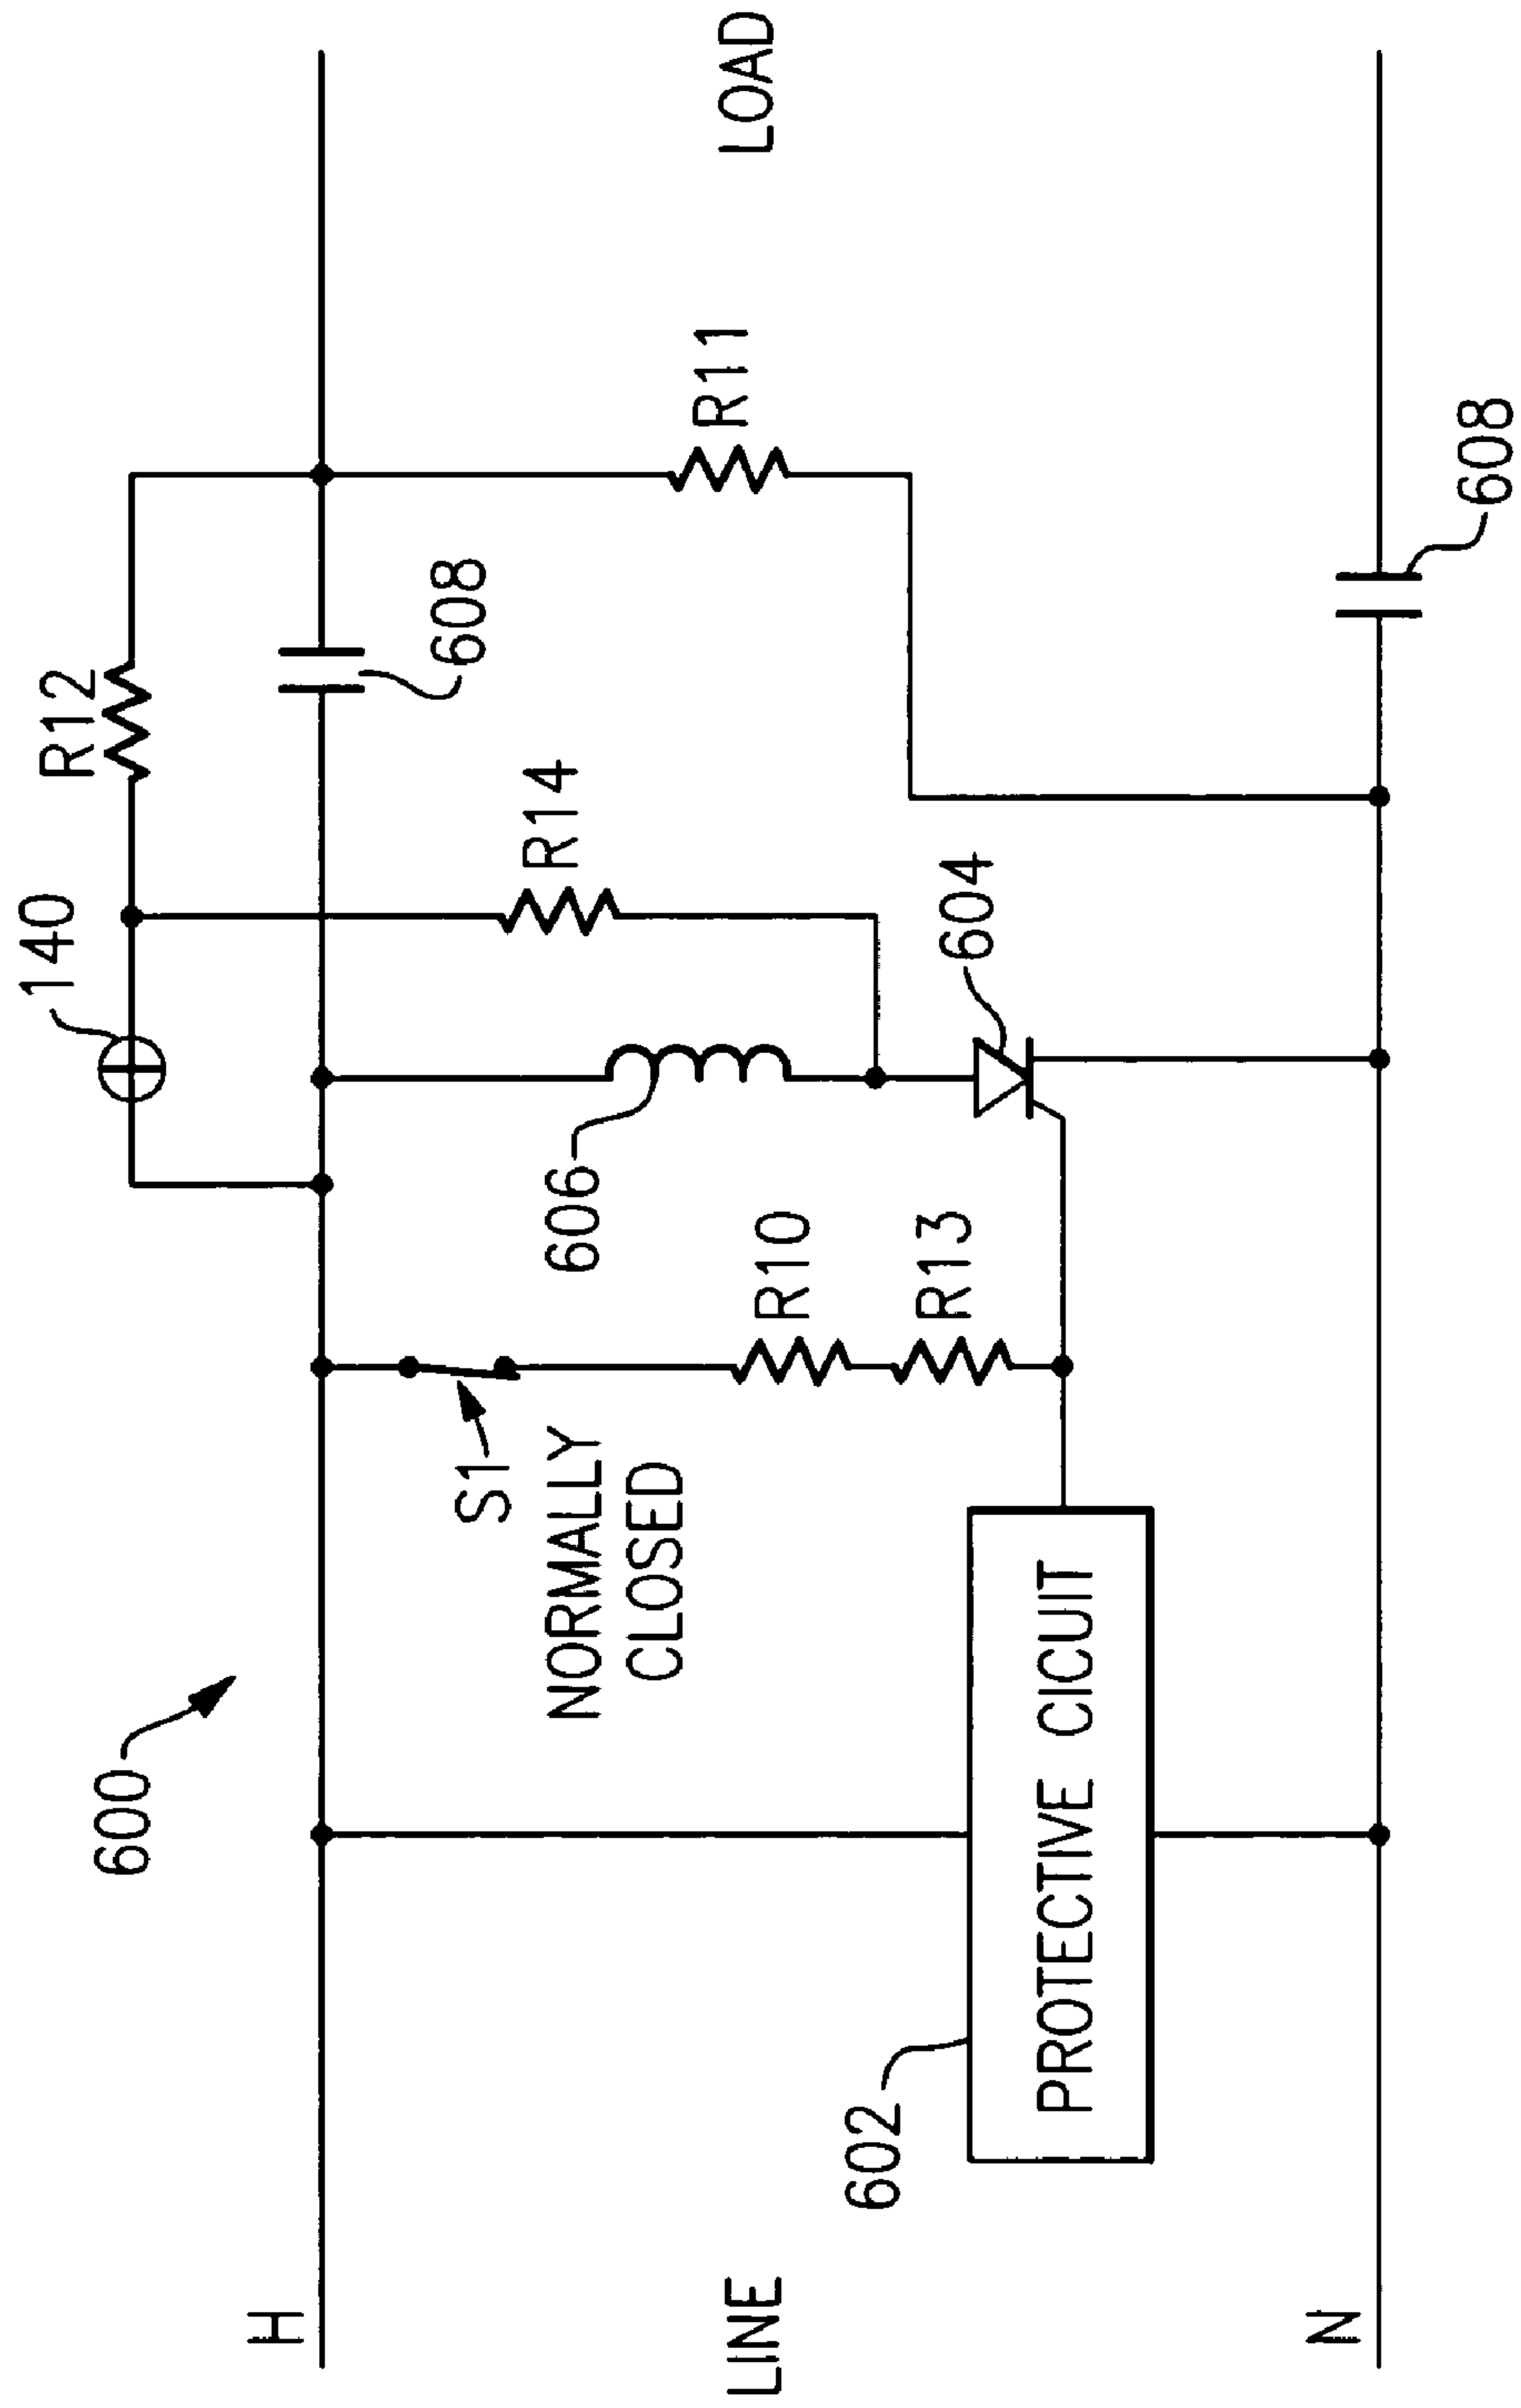 600
H
LINE
N
602
PROTECTIVE CICUIT
S1
NORMALLY
CLOSED
R10
R13
606
140
R14
604
R12
608
R11
608
LOAD